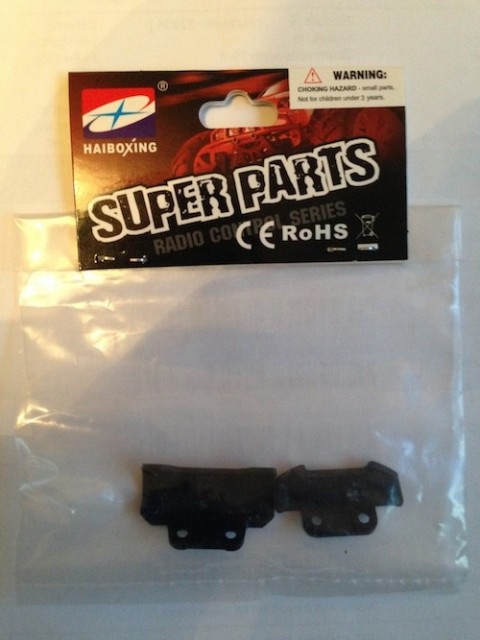 ®
HAIBOXING
WARNING:
CHOKING HAZARD - small parts.
Not for children under 3 years.
SUPER PARTS
RADIO CONTROL SERIES
CE RoHS